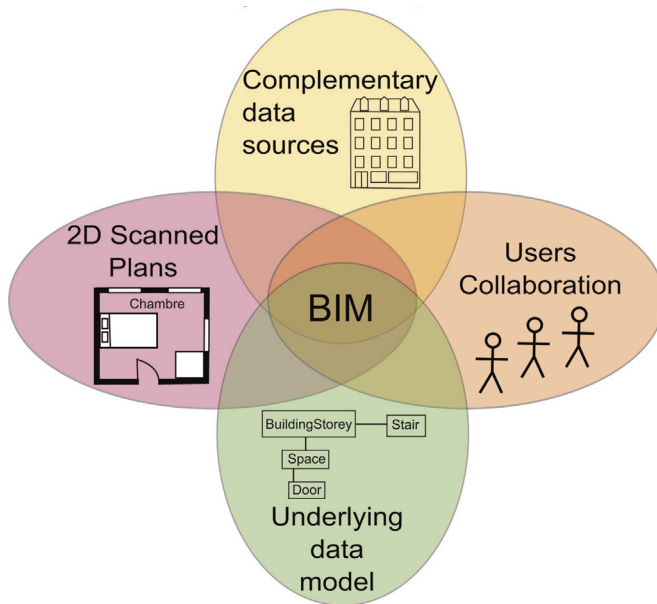 Complementary
data
sources
2D Scanned
Plans
Chambre
Users
Collaboration
BIM
BuildingStorey
Stair
Space
Door
Underlying
data
model